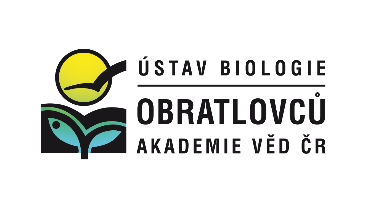 ÚSTAV BIOLOGIE
OBRATLOVCŮ
AKADEMIE VĚD ČR